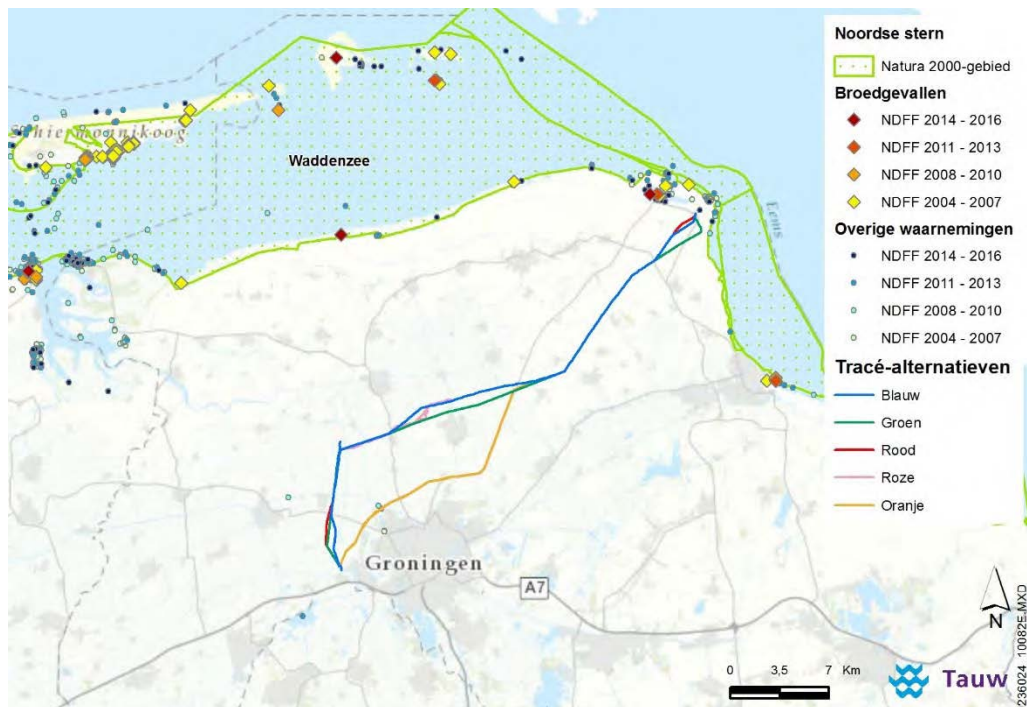 Schiermonnikoog
Waddenzee
Eems
Groningen
A7
Noordse stern
Natura 2000-gebied
Broedgevallen
NDFF 2014 - 2016
NDFF 2011 - 2013
NDFF 2008 - 2010
NDFF 2004 - 2007
Overige waarnemingen
NDFF 2014 - 2016
NDFF 2011 - 2013
NDFF 2008 - 2010
NDFF 2004 - 2007
Tracé-alternatieven
Blauw
Groen
Rood
Roze
Oranje
N
0 3,5 7 Km
Tauw
236024_100825.MXD